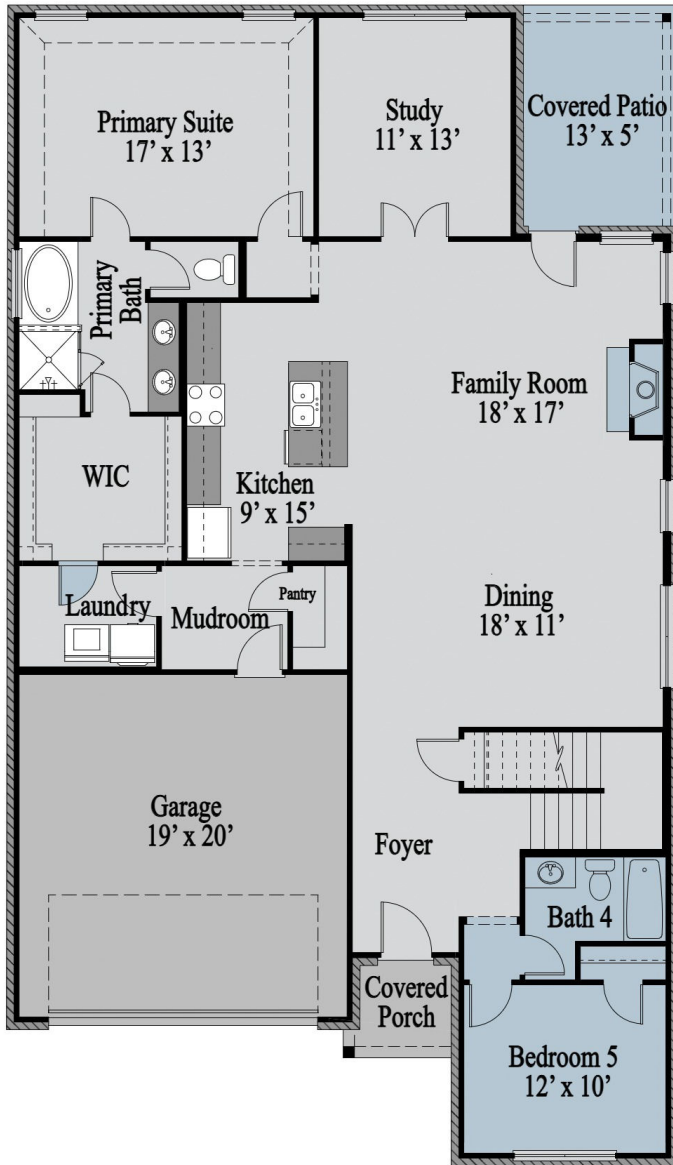 Primary Suite
17’ x 13’
Study
11’ x 13’
Covered Patio
13’ x 5’
Primary
Bath
Family Room
18’ x 17’
WIC
Kitchen
9’ x 15’
Laundry
Mudroom
Pantry
Dining
18’ x 11’
Garage
19’ x 20’
Foyer
Bath 4
Covered
Porch
Bedroom 5
12’ x 10’